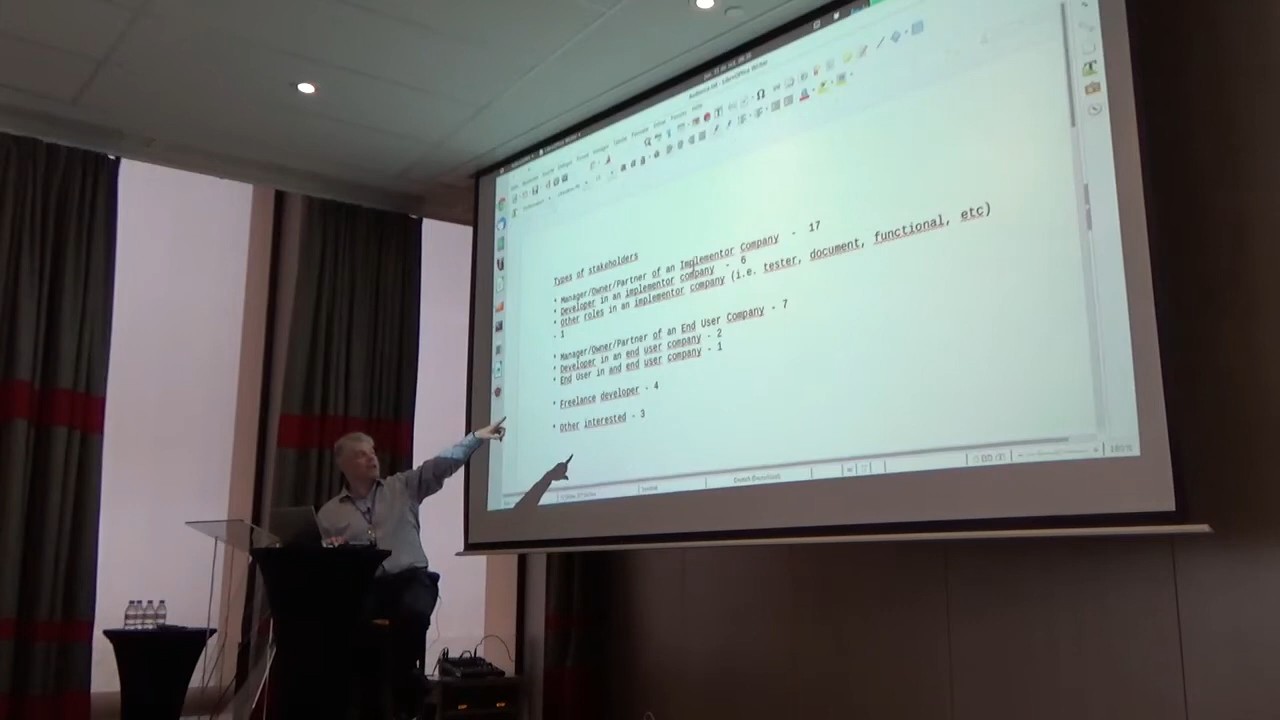 LibreOffice Writer
Types of stakeholders
* Manager/Owner/Partner of an Implementor Company - 17
* Developer in an implementor company - 6
* Other roles in an implementor company (i.e. tester, document, functional, etc)
- 1
* Manager/Owner/Partner of an End User Company - 7
* Developer in an end user company - 2
* End User in and end user company - 1
* Freelance developer - 4
* Other interested - 3